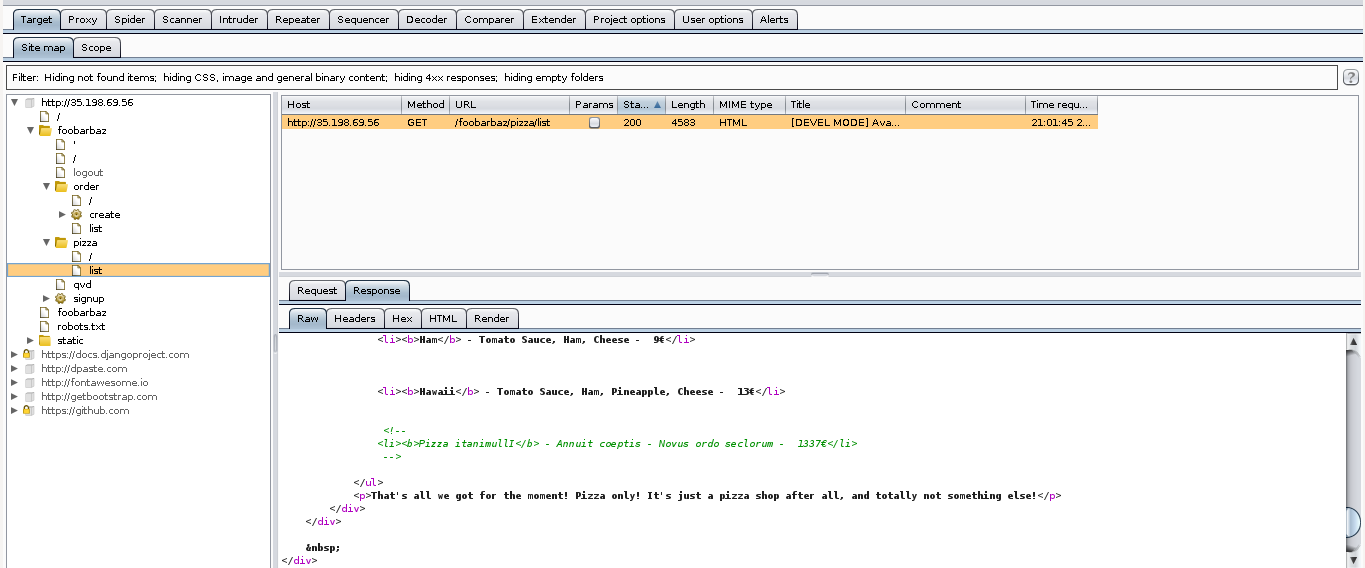 Target Proxy Spider Scanner Intruder Repeater Sequencer Decoder Comparer Extender Project options User options Alerts
Site map Scope
Filter: Hiding not found items; hiding CSS, image and general binary content; hiding 4xx responses; hiding empty folders
?
http://35.198.69.56
/
foobarbaz
'
/
logout
order
/
create
list
pizza
/
list
qvd
signup
foobarbaz
robots.txt
static
https://docs.djangoproject.com
http://dpaste.com
http://fontawesome.io
http://getbootstrap.com
https://github.com
Host Method URL Params Sta... Length MIME type Title Comment Time requ...
http://35.198.69.56 GET /foobarbaz/pizza/list 200 4583 HTML [DEVEL MODE] Ava... 21:01:45 2...
Request Response
Raw Headers Hex HTML Render
<li><b>Ham</b> - Tomato Sauce, Ham, Cheese -  9€</li>
<li><b>Hawaii</b> - Tomato Sauce, Ham, Pineapple, Cheese -  13€</li>
<!--
<li><b>Pizza itanimullI</b> - Annuit cœptis - Novus ordo seclorum -  1337€</li>
-->
</ul>
<p>That's all we got for the moment! Pizza only! It's just a pizza shop after all, and totally not something else!</p>
</div>
</div>
&nbsp;
</div>